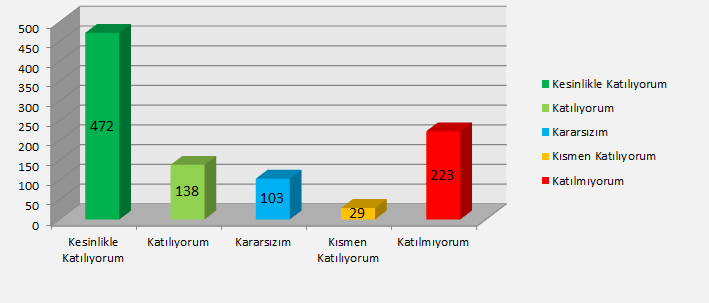 500
450
400
350
300
250
200
150
100
50
0
472
138
103
29
223
Kesinlikle
Katılıyorum
Katılıyorum
Kararsızım
Kısmen
Katılıyorum
Katılmıyorum
Kesinlikle Katılıyorum
Katılıyorum
Kararsızım
Kısmen Katılıyorum
Katılmıyorum